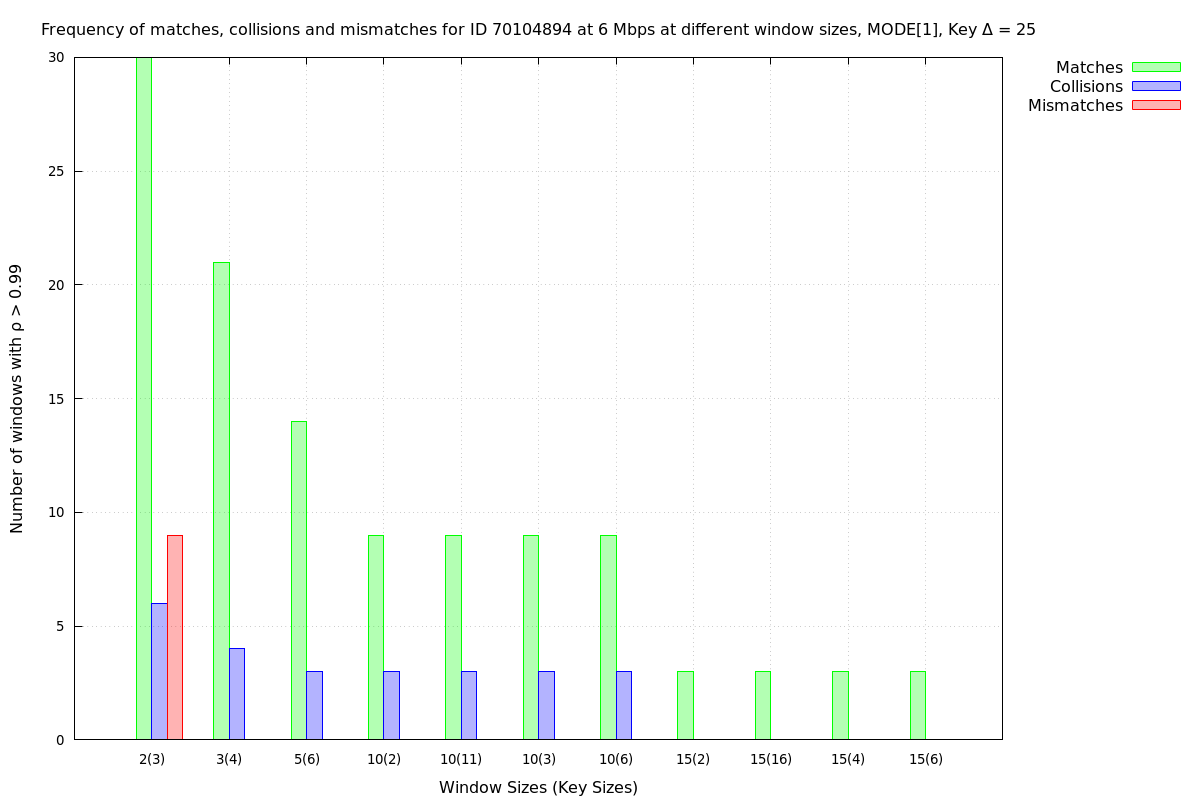 Frequency of matches, collisions and mismatches for ID 70104894 at 6 Mbps at different window sizes, MODE[1], Key Δ = 25
Matches
Collisions
Mismatches
Number of windows with ρ > 0.99
30
25
20
15
10
5
0
2(3) 3(4) 5(6) 10(2) 10(11) 10(3) 10(6) 15(2) 15(16) 15(4) 15(6)
Window Sizes (Key Sizes)